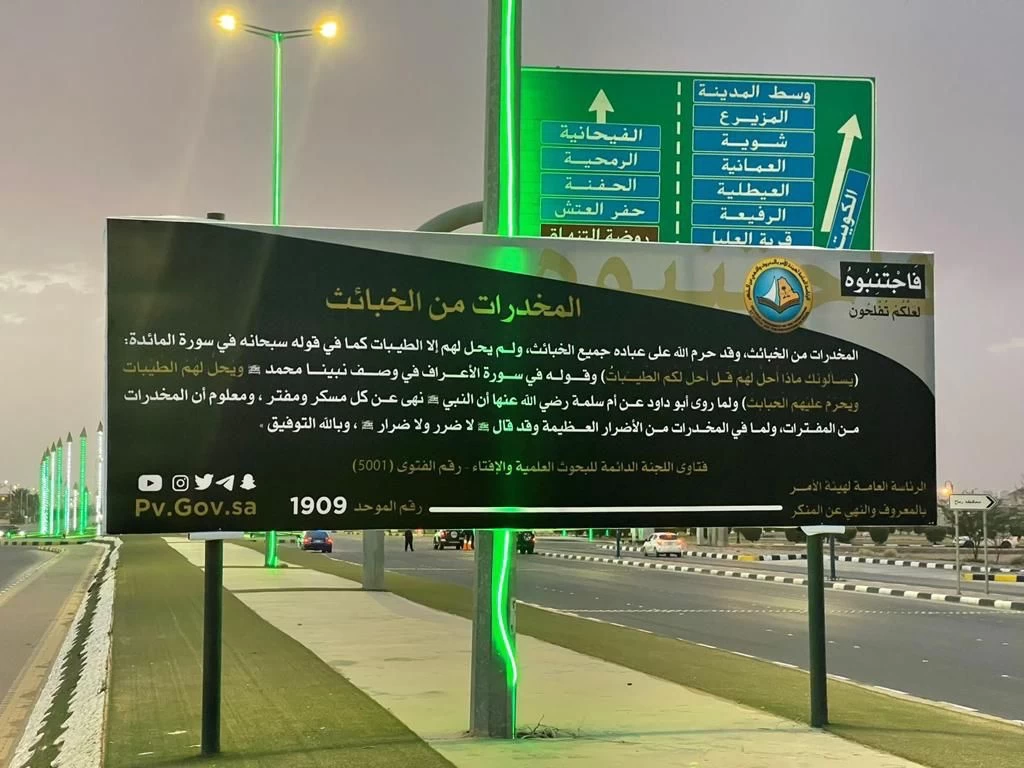 الفيحانية
الرمحية
الحفنة
حفر العتش
روضة التنهاة
وسط المدينة
المزيرع
شوية
العمانية
العيطلية
الرفيعة
قرية العليا
الكويت
فَاجْتَنِبُوهُ
لَعَلَّكُمْ تُفْلِحُونَ
المخدرات من الخبائث
المخدرات من الخبائث، وقد حرم الله على عباده جميع الخبائث، ولم يحل لهم إلا الطيبات كما في قوله سبحانه في سورة المائدة:
(يسألونك ماذا أحل لهم قل أحل لكم الطيبات) وقوله في سورة الأعراف في وصف نبينا محمد ﷺ ويحل لهم الطيبات
ويحرم عليهم الخبائث) ولما روى أبو داود عن أم سلمة رضي الله عنها أن النبي ﷺ نهى عن كل مسكر ومفتر ، ومعلوم أن المخدرات
من المفترات، ولما في المخدرات من الأضرار العظيمة وقد قال ﷺ لا ضرر ولا ضرار ﷺ ، وبالله التوفيق .
فتاوى اللجنة الدائمة للبحوث العلمية والإفتاء - رقم الفتوى (5001)
الرئاسة العامة لهيئة الأمر
بالمعروف والنهي عن المنكر
رقم الموحد 1909
Pv.Gov.sa
محافظة رماح